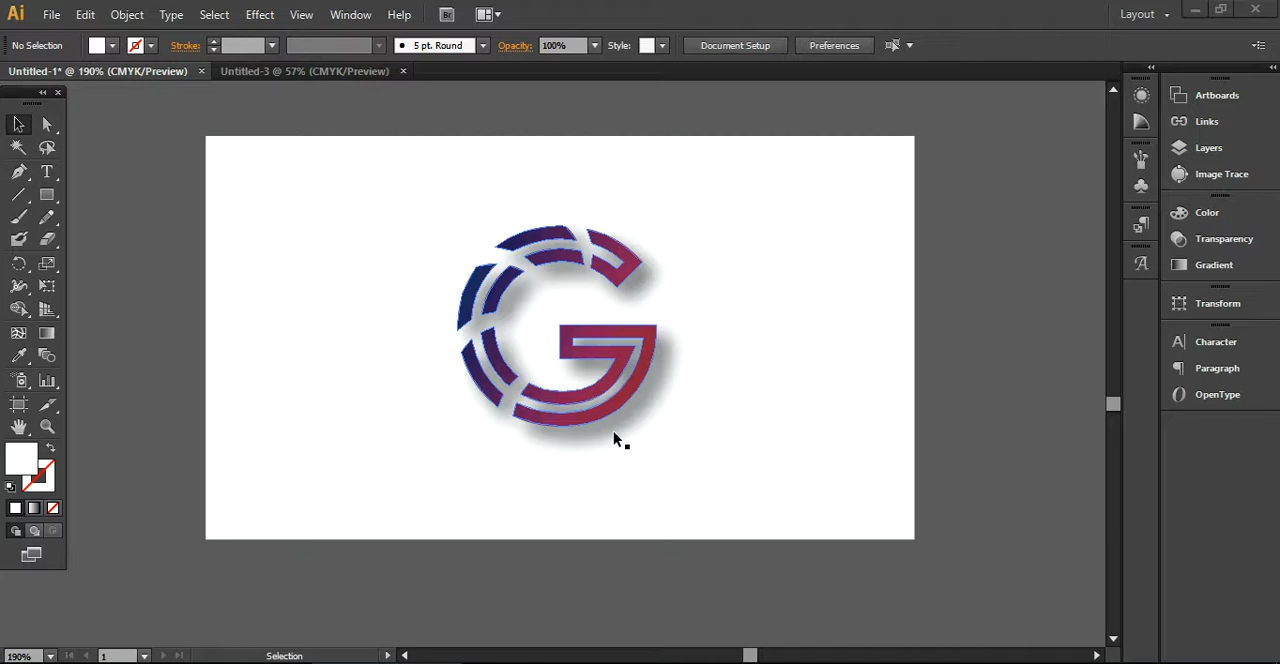 Ai File Edit Object Type Select Effect View Window Help Br Layout
No Selection Stroke: 5 pt. Round Opacity: 100% Style: Document Setup Preferences
Untitled-1* @ 190% (CMYK/Preview) × Untitled-3 @ 57% (CMYK/Preview) ×
Artboards
Links
Layers
Image Trace
Color
Transparency
Gradient
Transform
Character
Paragraph
OpenType
G
190% 1 Selection